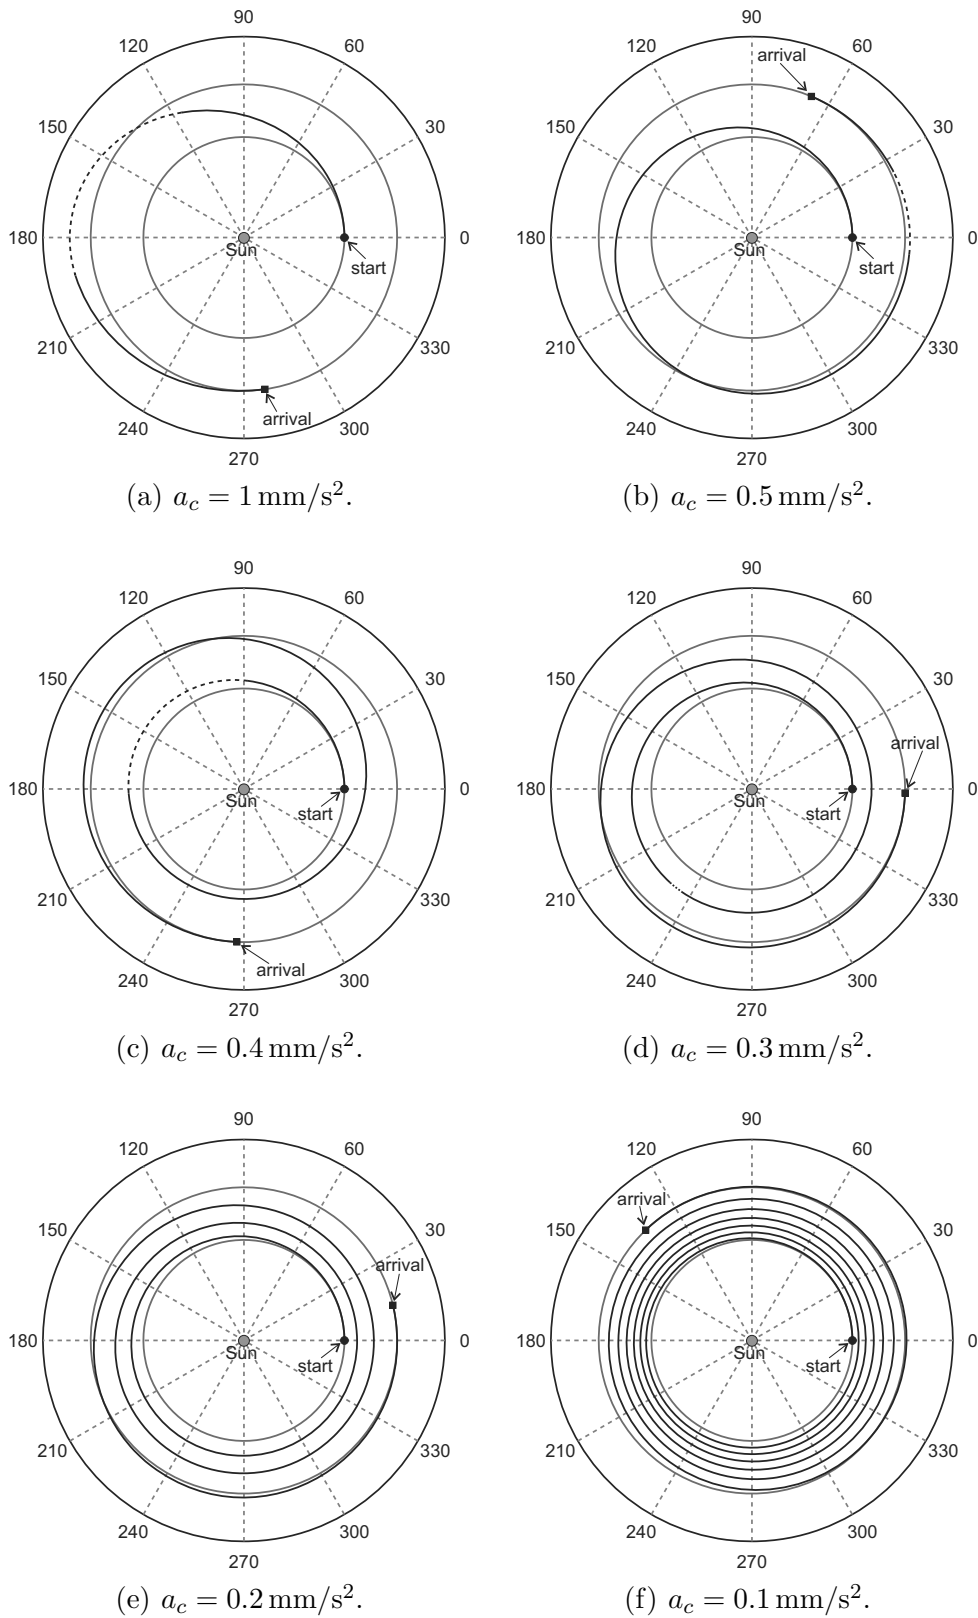 90
120 60
150 30
180 Sun 0
start
210 330
arrival
240 300
270
(a) a_c = 1 mm/s².
90
arrival
120 60
150 30
180 Sun 0
start
210 330
240 300
270
(b) a_c = 0.5 mm/s².
90
120 60
150 30
180 Sun 0
start
210 330
arrival
240 300
270
(c) a_c = 0.4 mm/s².
90
120 60
150 30
arrival
180 Sun 0
start
210 330
240 300
270
(d) a_c = 0.3 mm/s².
90
120 60
150 30
arrival
180 Sun 0
start
210 330
240 300
270
(e) a_c = 0.2 mm/s².
90
120 60
arrival
150 30
180 Sun 0
start
210 330
240 300
270
(f) a_c = 0.1 mm/s².